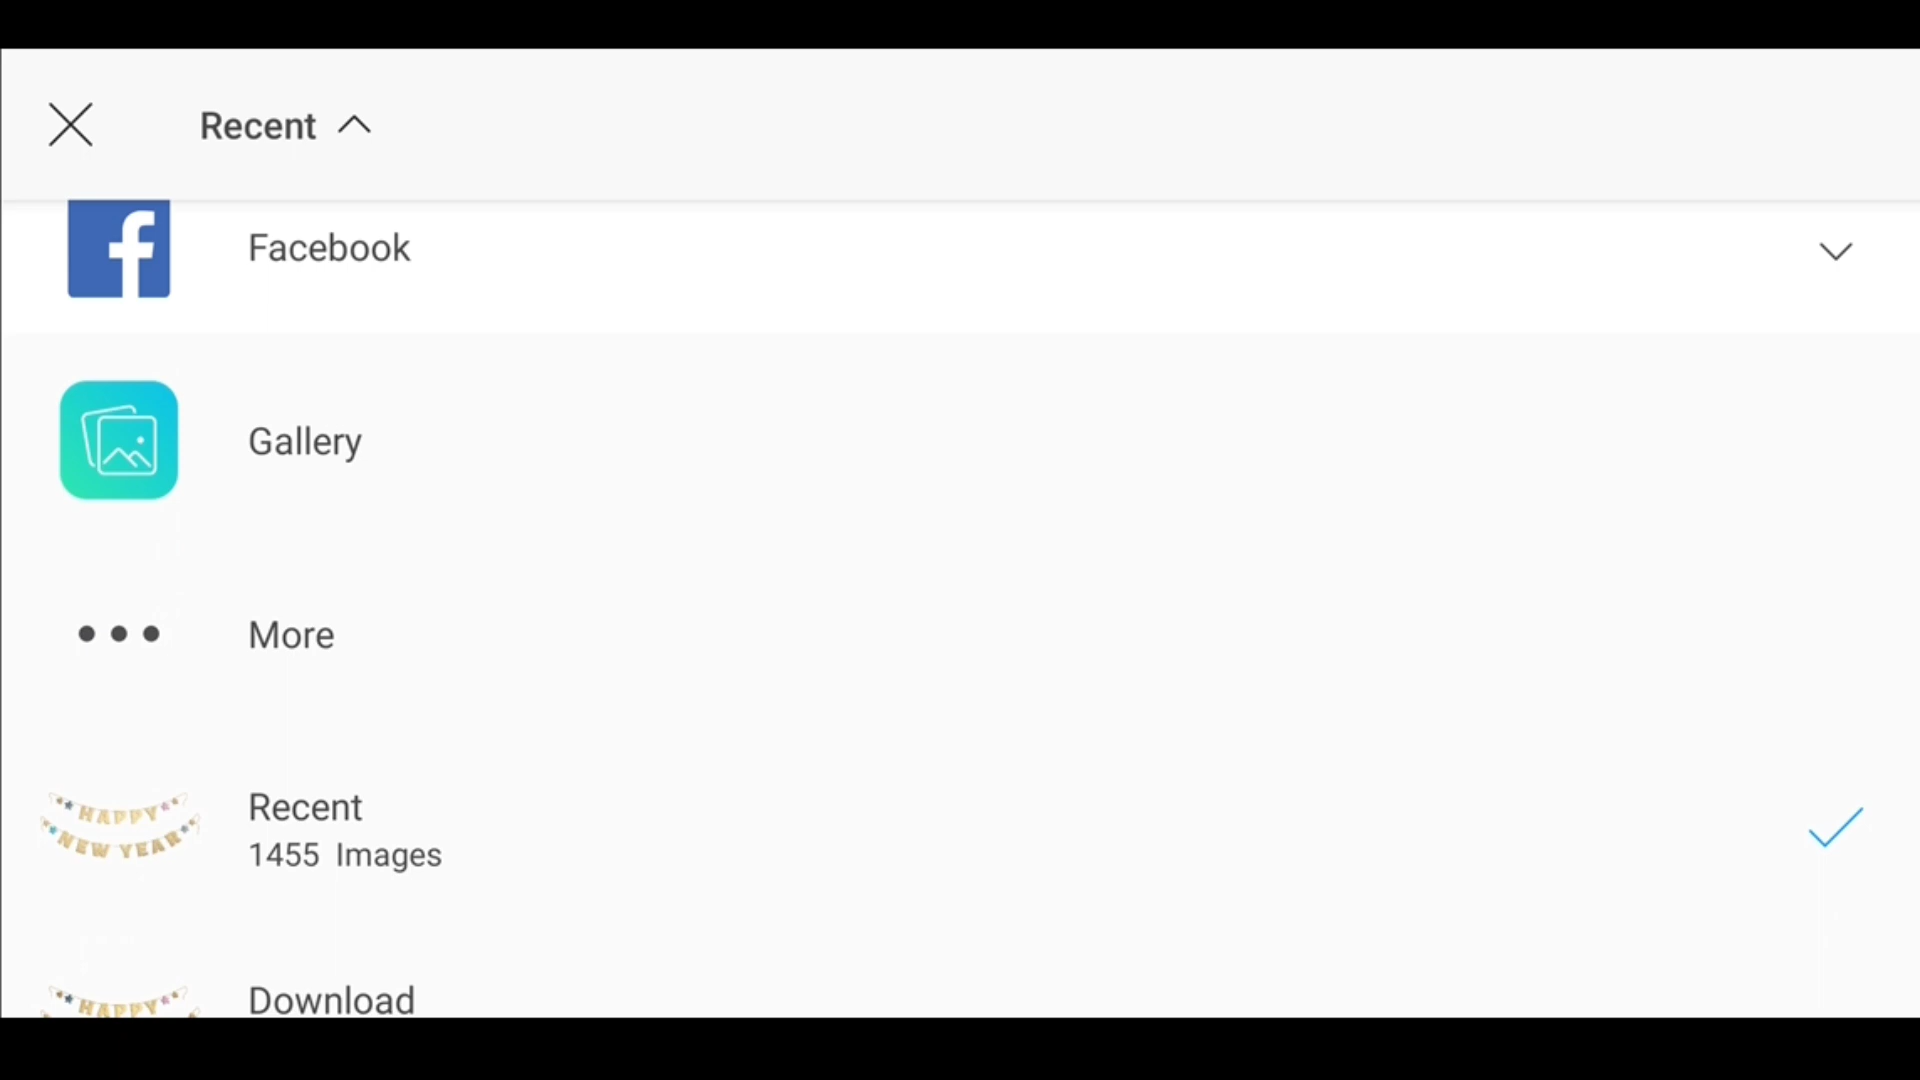 Recent
Facebook
Gallery
More
HAPPY
NEW YEAR
Recent
1455 Images
HAPPY
Download